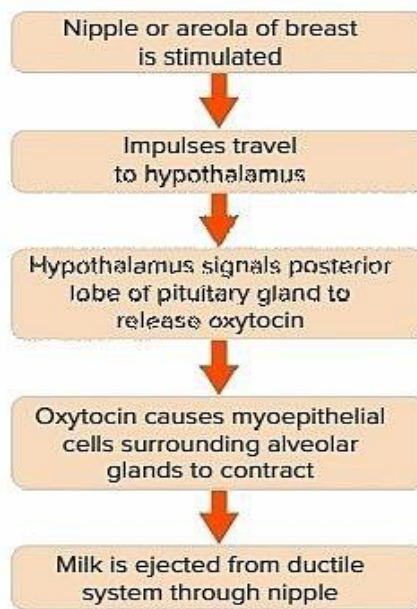 Nipple or areola of breast
is stimulated
Impulses travel
to hypothalamus
Hypothalamus signals posterior
lobe of pituitary gland to
release oxytocin
Oxytocin causes myoepithelial
cells surrounding alveolar
glands to contract
Milk is ejected from ductile
system through nipple